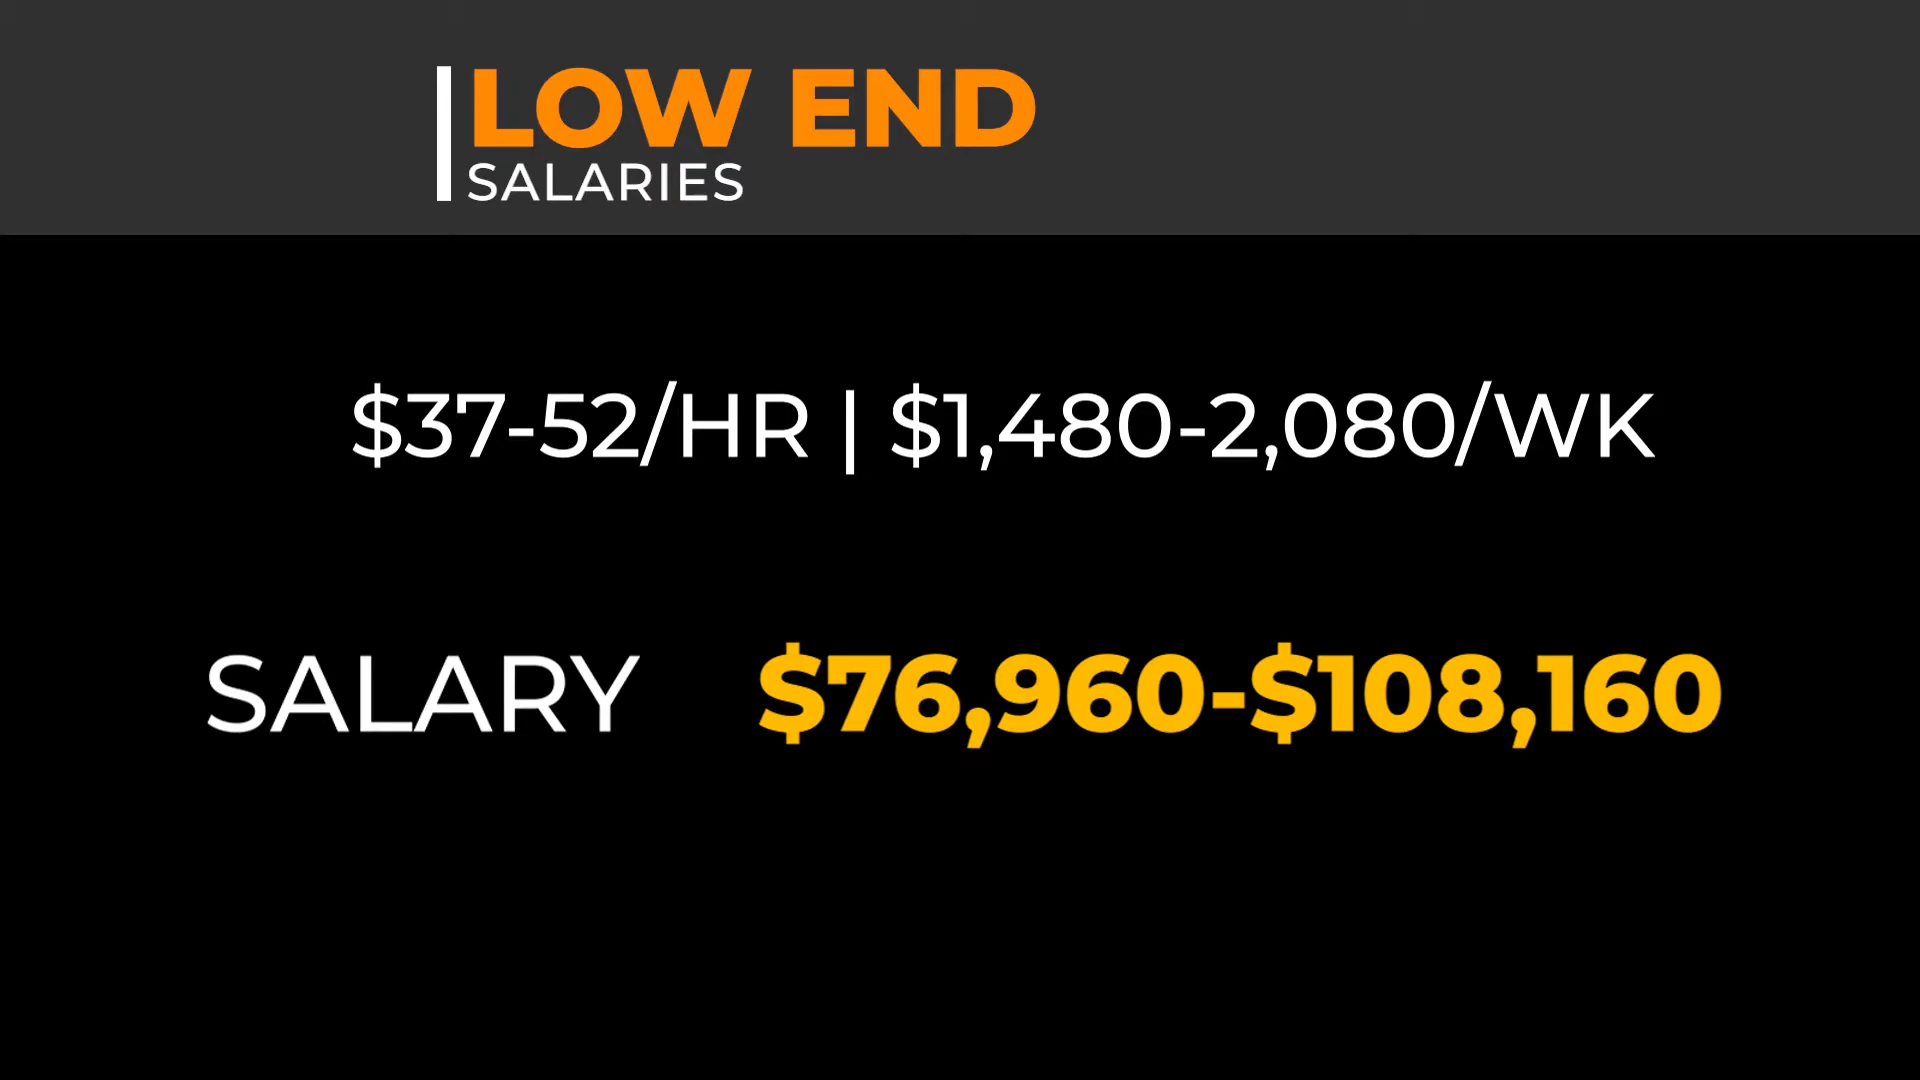 LOW END
SALARIES
$37-52/HR | $1,480-2,080/WK
SALARY $76,960-$108,160